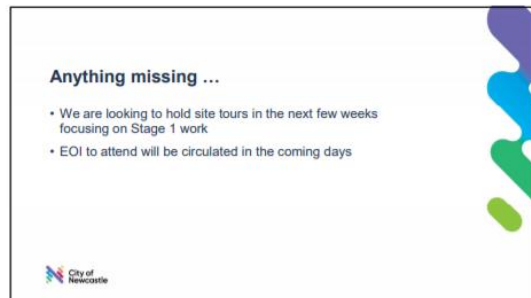 Anything missing ...
• We are looking to hold site tours in the next few weeks
focusing on Stage 1 work
• EOI to attend will be circulated in the coming days
City of
Newcastle